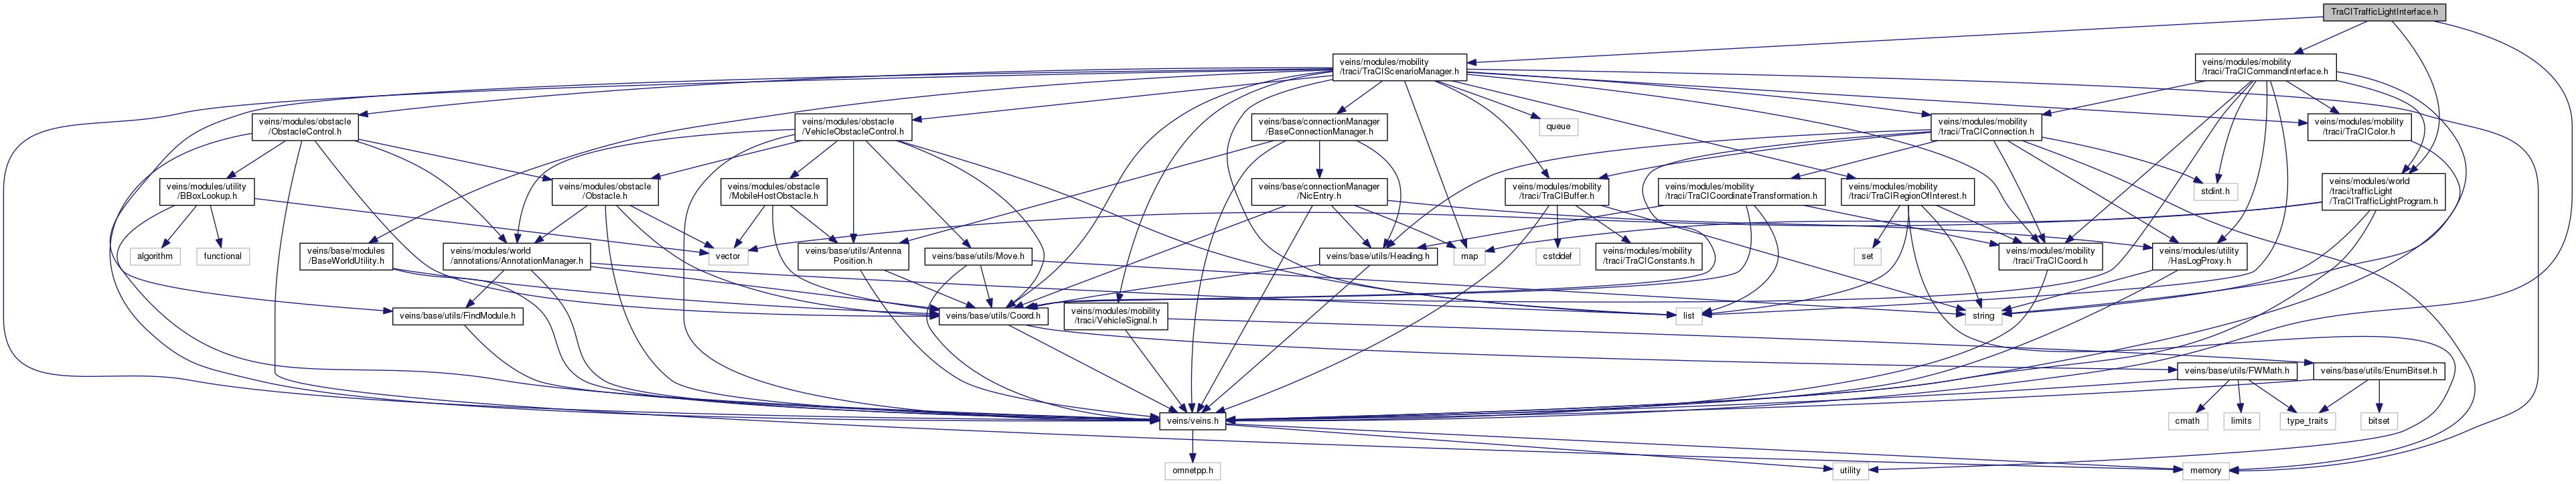 TraCITrafficLightInterface.h
veins/modules/mobility
/traci/TraCIScenarioManager.h
veins/modules/mobility
/traci/TraCICommandInterface.h
veins/modules/obstacle
/ObstacleControl.h
veins/modules/obstacle
/VehicleObstacleControl.h
veins/base/connectionManager
/BaseConnectionManager.h
queue
veins/modules/mobility
/traci/TraCIConnection.h
veins/modules/mobility
/traci/TraCIColor.h
veins/modules/utility
/BBoxLookup.h
veins/modules/obstacle
/Obstacle.h
veins/modules/obstacle
/MobileHostObstacle.h
veins/base/connectionManager
/NicEntry.h
veins/modules/mobility
/traci/TraCIBuffer.h
veins/modules/mobility
/traci/TraCICoordinateTransformation.h
veins/modules/mobility
/traci/TraCIRegionOfInterest.h
stdint.h
veins/modules/world
/traci/trafficLight
/TraCITrafficLightProgram.h
algorithm
functional
veins/base/modules
/BaseWorldUtility.h
veins/modules/world
/annotations/AnnotationManager.h
vector
veins/base/utils/Antenna
Position.h
veins/base/utils/Move.h
veins/base/utils/Heading.h
map
cstddef
veins/modules/mobility
/traci/TraCIConstants.h
set
veins/modules/mobility
/traci/TraCICoord.h
veins/modules/utility
/HasLogProxy.h
veins/base/utils/FindModule.h
veins/base/utils/Coord.h
veins/modules/mobility
/traci/VehicleSignal.h
list
string
veins/base/utils/FWMath.h
veins/base/utils/EnumBitset.h
veins/veins.h
cmath
limits
type_traits
bitset
omnetpp.h
utility
memory